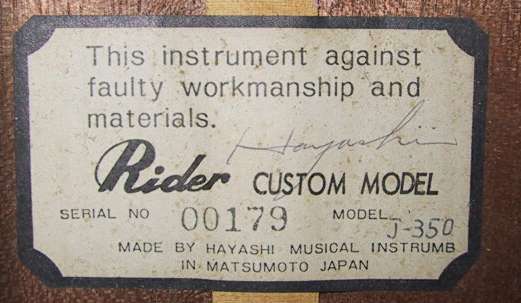 This instrument against
faulty workmanship and
materials.
Hayashi
Rider CUSTOM MODEL
SERIAL NO 00179 MODEL J-350
MADE BY HAYASHI MUSICAL INSTRUMB
IN MATSUMOTO JAPAN